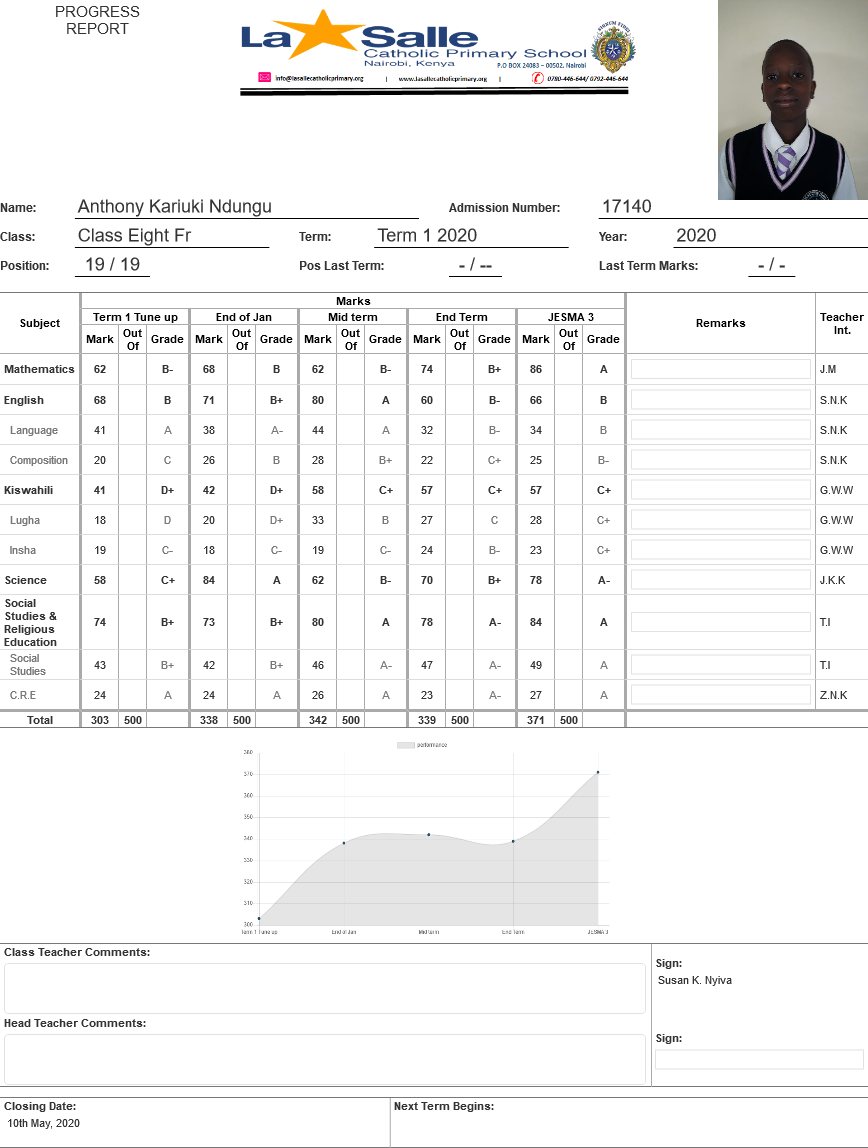 PROGRESS
REPORT
La Salle
Catholic Primary School
Nairobi, Kenya
P.O BOX 24083 – 00502, Nairobi
info@lasallecatholicprimary.org | www.lasallecatholicprimary.org | 0780-446-644/ 0792-446-644
Name: Anthony Kariuki Ndungu Admission Number: 17140
Class: Class Eight Fr Term: Term 1 2020 Year: 2020
Position: 19 / 19 Pos Last Term: - / -- Last Term Marks: - / -
Subject Marks Remarks Teacher Int.
Term 1 Tune up End of Jan Mid term End Term JESMA 3
Mark Out Of Grade Mark Out Of Grade Mark Out Of Grade Mark Out Of Grade Mark Out Of Grade
Mathematics 62 B- 68 B 62 B- 74 B+ 86 A J.M
English 68 B 71 B+ 80 A 60 B- 66 B S.N.K
Language 41 A 38 A- 44 A 32 B- 34 B S.N.K
Composition 20 C 26 B 28 B+ 22 C+ 25 B- S.N.K
Kiswahili 41 D+ 42 D+ 58 C+ 57 C+ 57 C+ G.W.W
Lugha 18 D 20 D+ 33 B 27 C 28 C+ G.W.W
Insha 19 C- 18 C- 19 C- 24 B- 23 C+ G.W.W
Science 58 C+ 84 A 62 B- 70 B+ 78 A- J.K.K
Social
Studies &
Religious
Education 74 B+ 73 B+ 80 A 78 A- 84 A T.I
Social
Studies 43 B+ 42 B+ 46 A- 47 A- 49 A T.I
C.R.E 24 A 24 A 26 A 23 A- 27 A Z.N.K
Total 303 500 338 500 342 500 339 500 371 500
performance
380
370
360
350
340
330
320
310
300
Term 1 Tune up End of Jan Mid term End Term JESMA 3
Class Teacher Comments:
Sign:
Susan K. Nyiva
Head Teacher Comments:
Sign:
Closing Date: Next Term Begins:
10th May, 2020